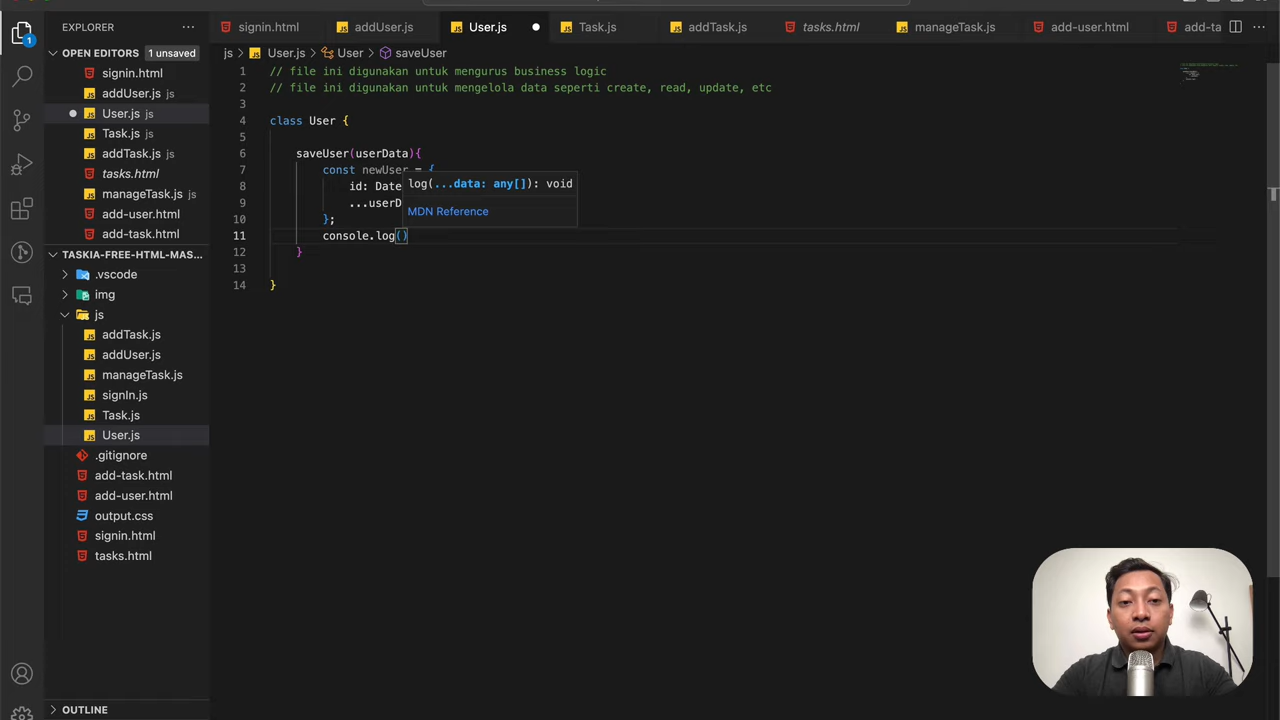 EXPLORER
signin.html
addUser.js
User.js
Task.js
addTask.js
tasks.html
manageTask.js
add-user.html
add-ta
OPEN EDITORS
1 unsaved
js > User.js > User > saveUser
signin.html
addUser.js js
User.js js
Task.js js
addTask.js js
tasks.html
manageTask.js js
add-user.html
add-task.html
TASKIA-FREE-HTML-MAS...
.vscode
img
js
addTask.js
addUser.js
manageTask.js
signIn.js
Task.js
User.js
.gitignore
add-task.html
add-user.html
output.css
signin.html
tasks.html
OUTLINE
1
1 // file ini digunakan untuk mengurus business logic
2 // file ini digunakan untuk mengelola data seperti create, read, update, etc
3
4 class User {
5
6 saveUser(userData){
7 const newUser = {
8 id: Date
9 ...userD
10 };
11 console.log()
12 }
13
14 }
log(...data: any[]): void
MDN Reference